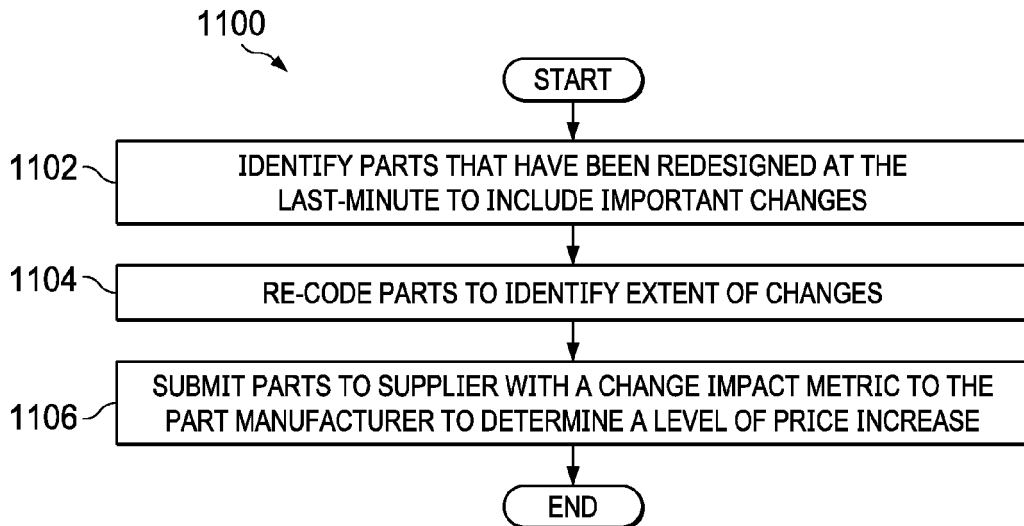 1100
START
1102
IDENTIFY PARTS THAT HAVE BEEN REDESIGNED AT THE
LAST-MINUTE TO INCLUDE IMPORTANT CHANGES
1104
RE-CODE PARTS TO IDENTIFY EXTENT OF CHANGES
1106
SUBMIT PARTS TO SUPPLIER WITH A CHANGE IMPACT METRIC TO THE
PART MANUFACTURER TO DETERMINE A LEVEL OF PRICE INCREASE
END